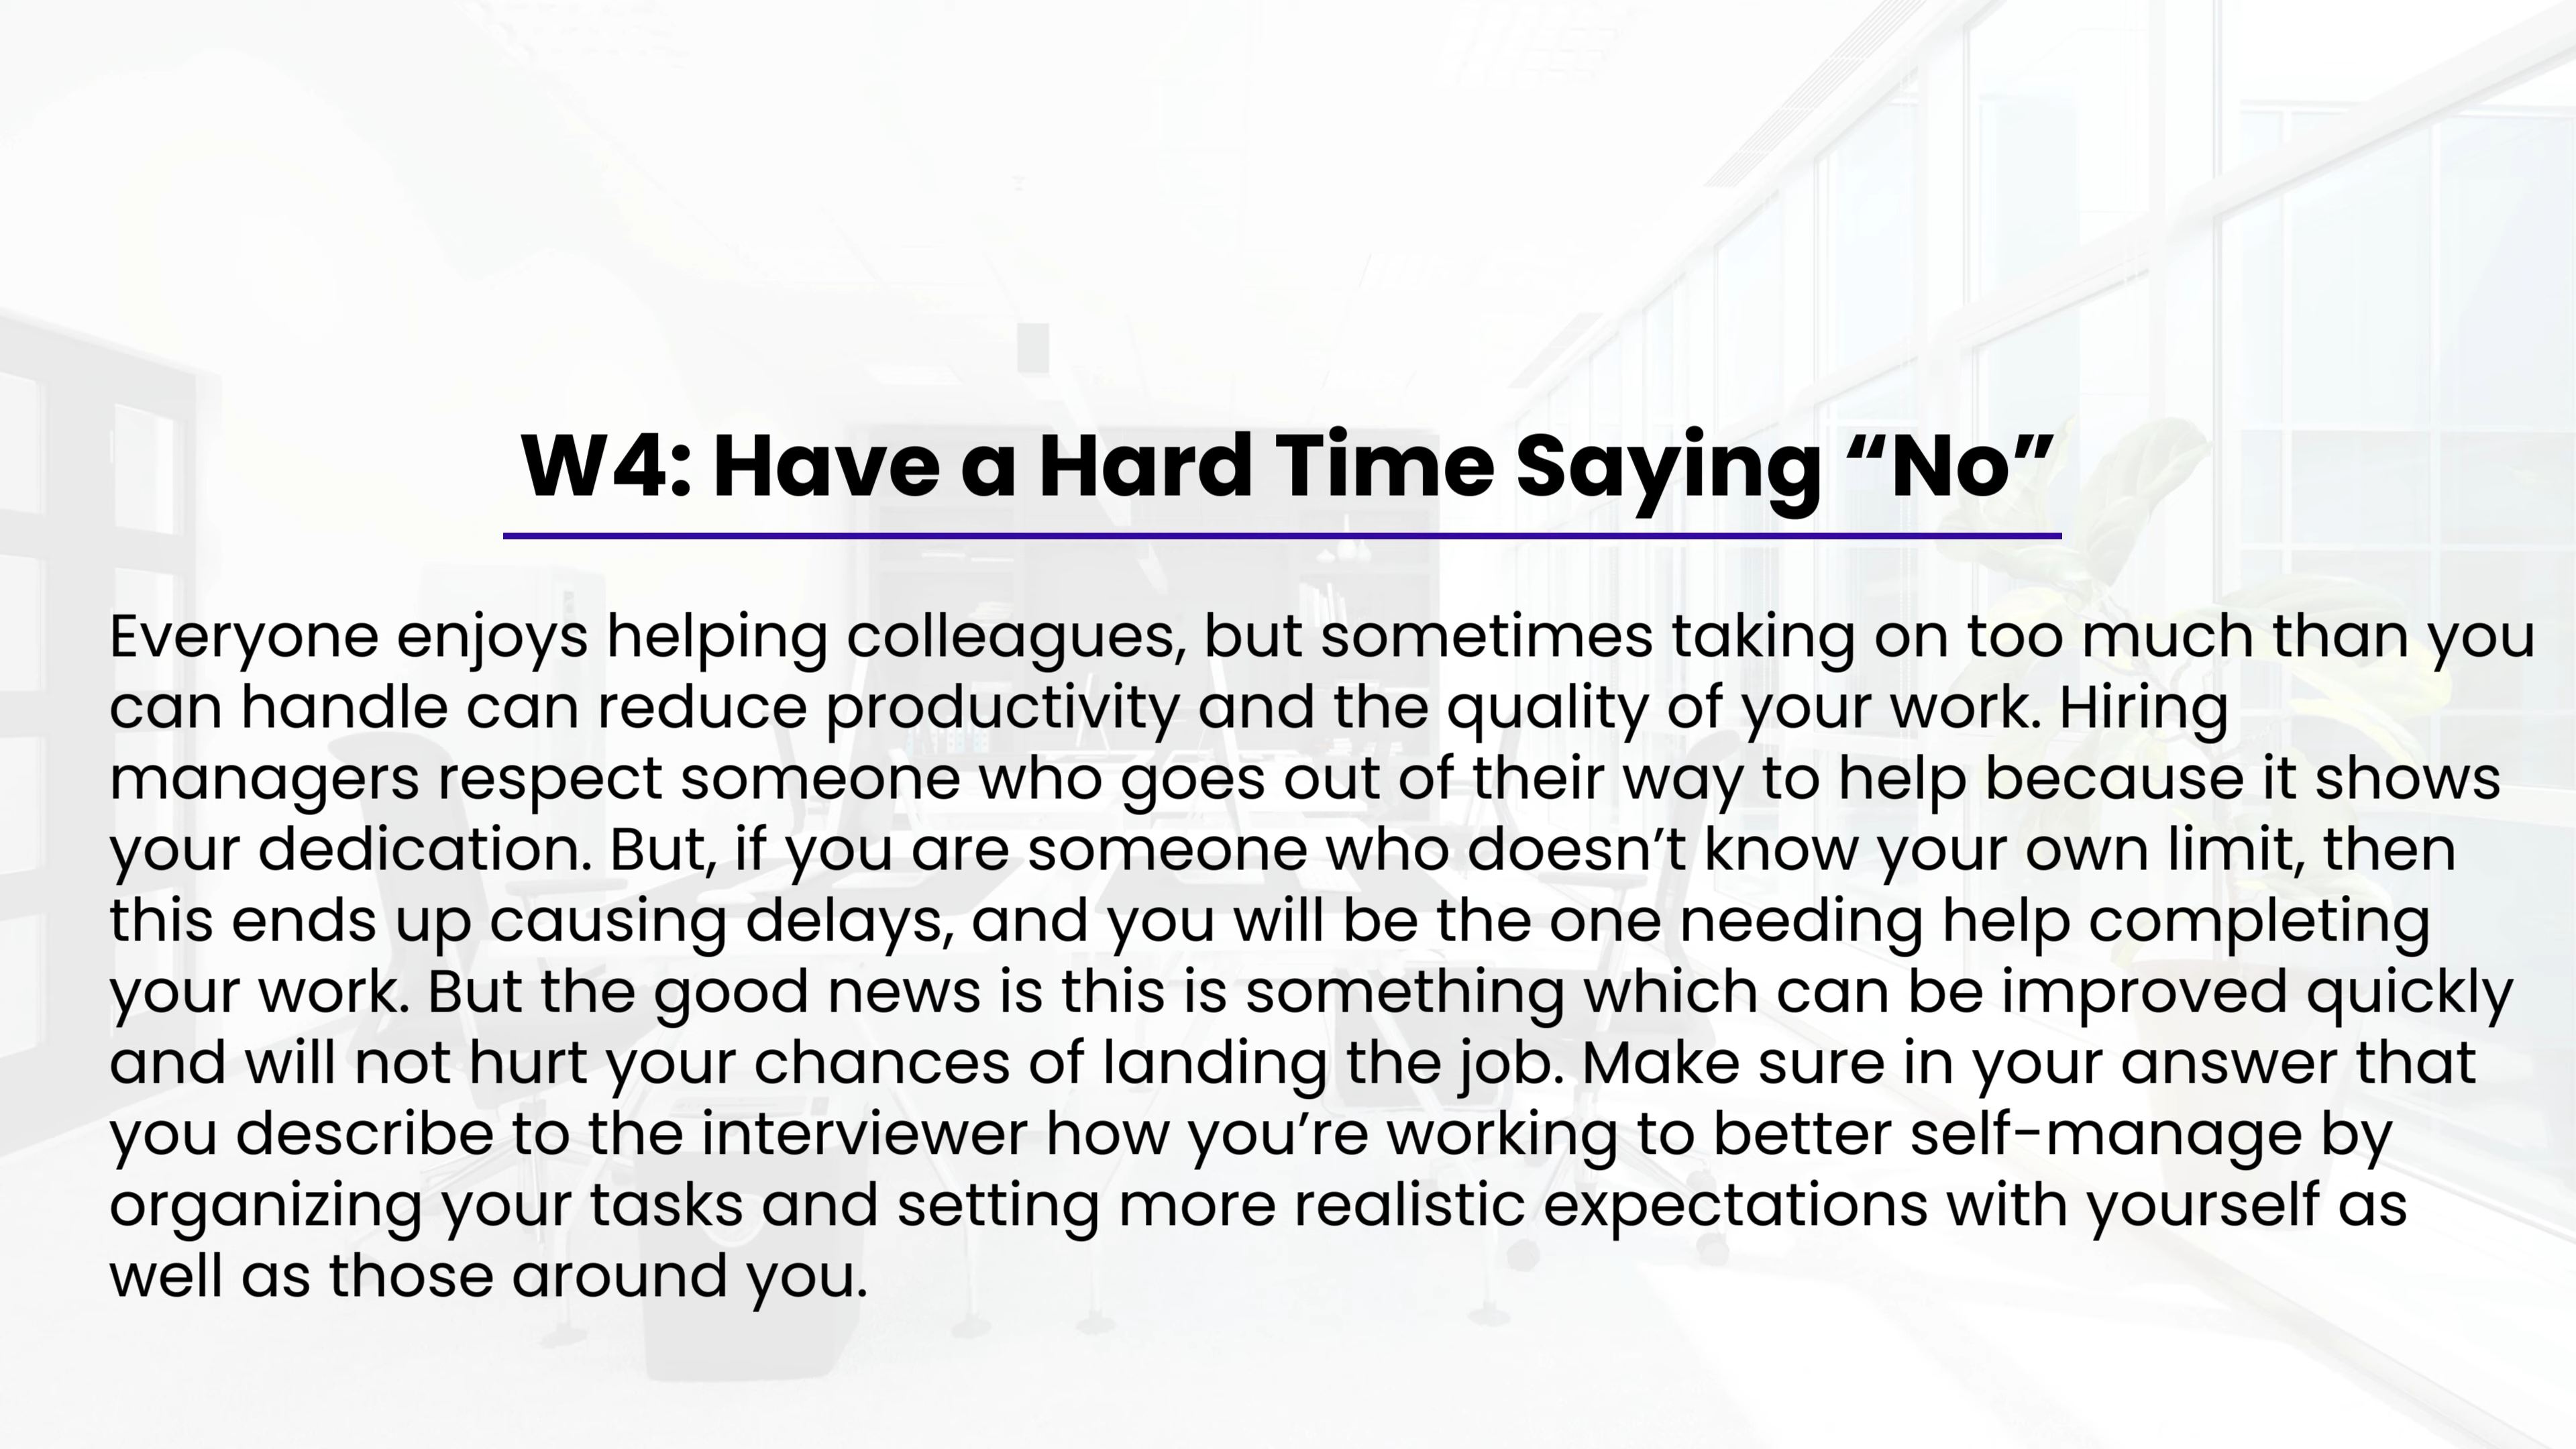 W4: Have a Hard Time Saying “No”
Everyone enjoys helping colleagues, but sometimes taking on too much than you
can handle can reduce productivity and the quality of your work. Hiring
managers respect someone who goes out of their way to help because it shows
your dedication. But, if you are someone who doesn’t know your own limit, then
this ends up causing delays, and you will be the one needing help completing
your work. But the good news is this is something which can be improved quickly
and will not hurt your chances of landing the job. Make sure in your answer that
you describe to the interviewer how you’re working to better self-manage by
organizing your tasks and setting more realistic expectations with yourself as
well as those around you.